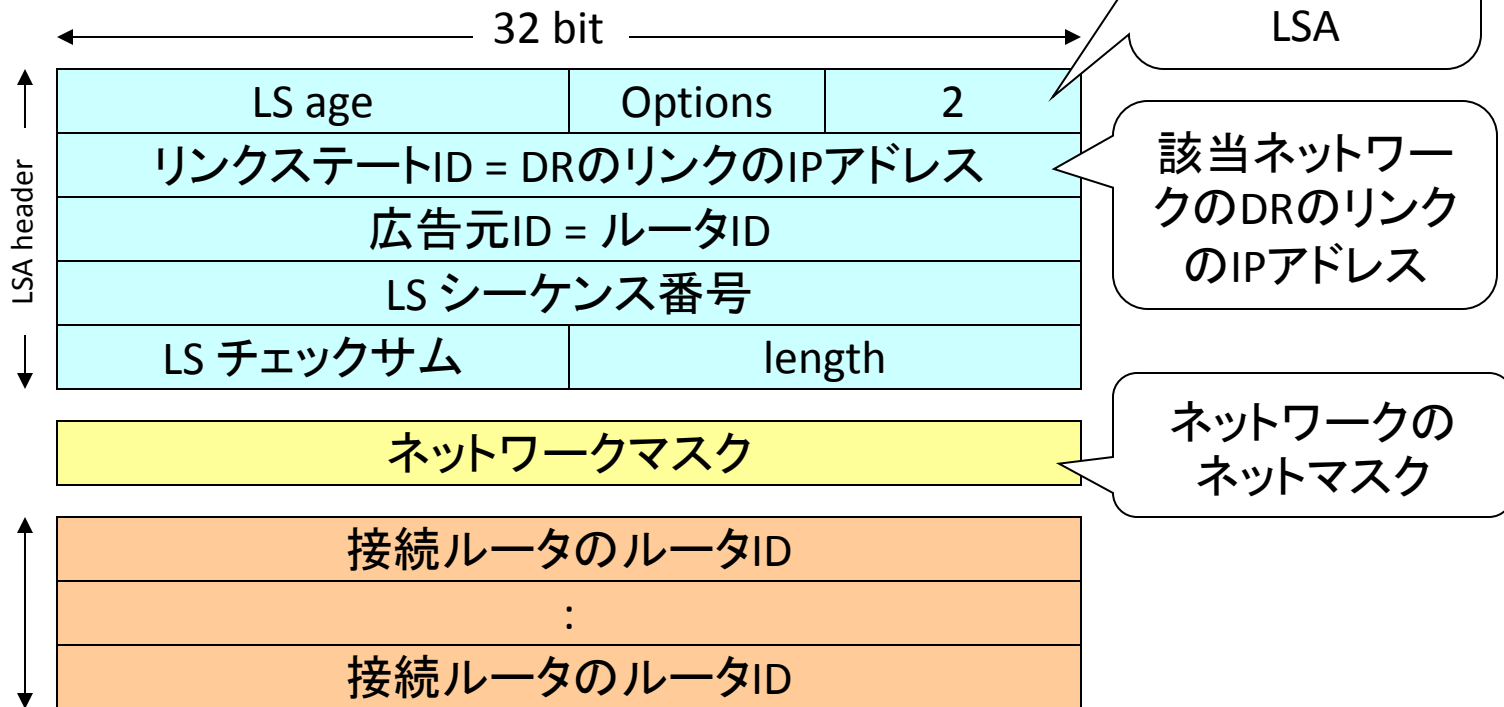 32 bit
LSA
LS age
Options
2
LSA header
リンクステートID = DRのリンクのIPアドレス
該当ネットワー
クのDRのリンク
のIPアドレス
広告元ID = ルータID
LS シーケンス番号
LS チェックサム
length
ネットワークマスク
ネットワークの
ネットマスク
接続ルータのルータID
:
接続ルータのルータID